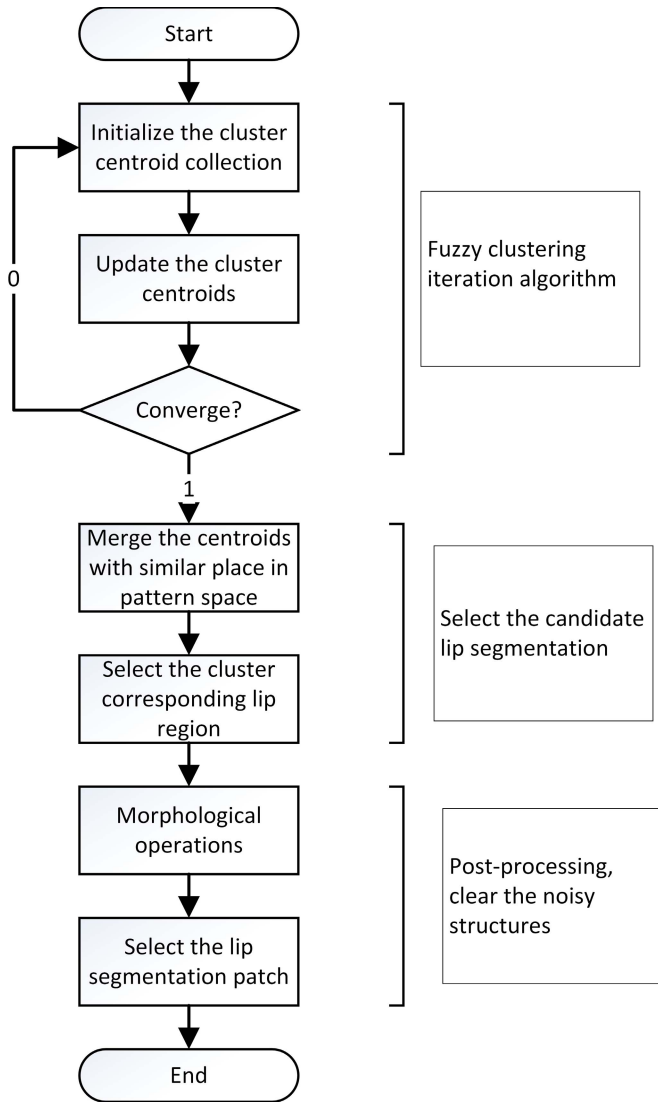 Start
Initialize the cluster
centroid collection
Update the cluster
centroids
0
Converge?
1
Merge the centroids
with similar place in
pattern space
Select the cluster
corresponding lip
region
Morphological
operations
Select the lip
segmentation patch
End
Fuzzy clustering
iteration algorithm
Select the candidate
lip segmentation
Post-processing,
clear the noisy
structures